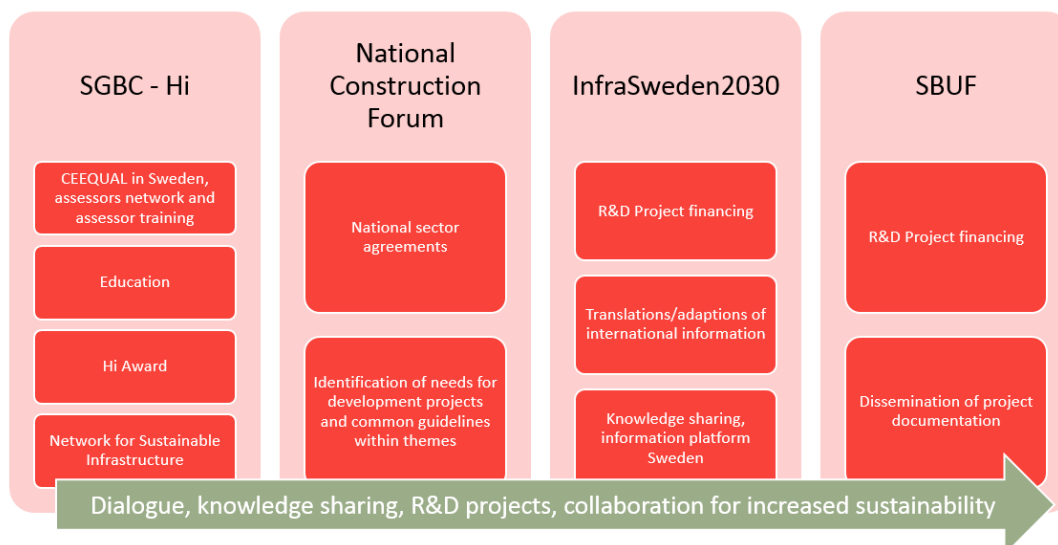 SGBC - Hi
CEEQUAL in Sweden,
assessors network and
assessor training
Education
Hi Award
Network for Sustainable
Infrastructure
National
Construction
Forum
National sector
agreements
Identification of needs for
development projects
and common guidelines
within themes
InfraSweden2030
R&D Project financing
Translations/adaptions of
international information
Knowledge sharing,
information platform
Sweden
SBUF
R&D Project financing
Dissemination of project
documentation
Dialogue, knowledge sharing, R&D projects, collaboration for increased sustainability